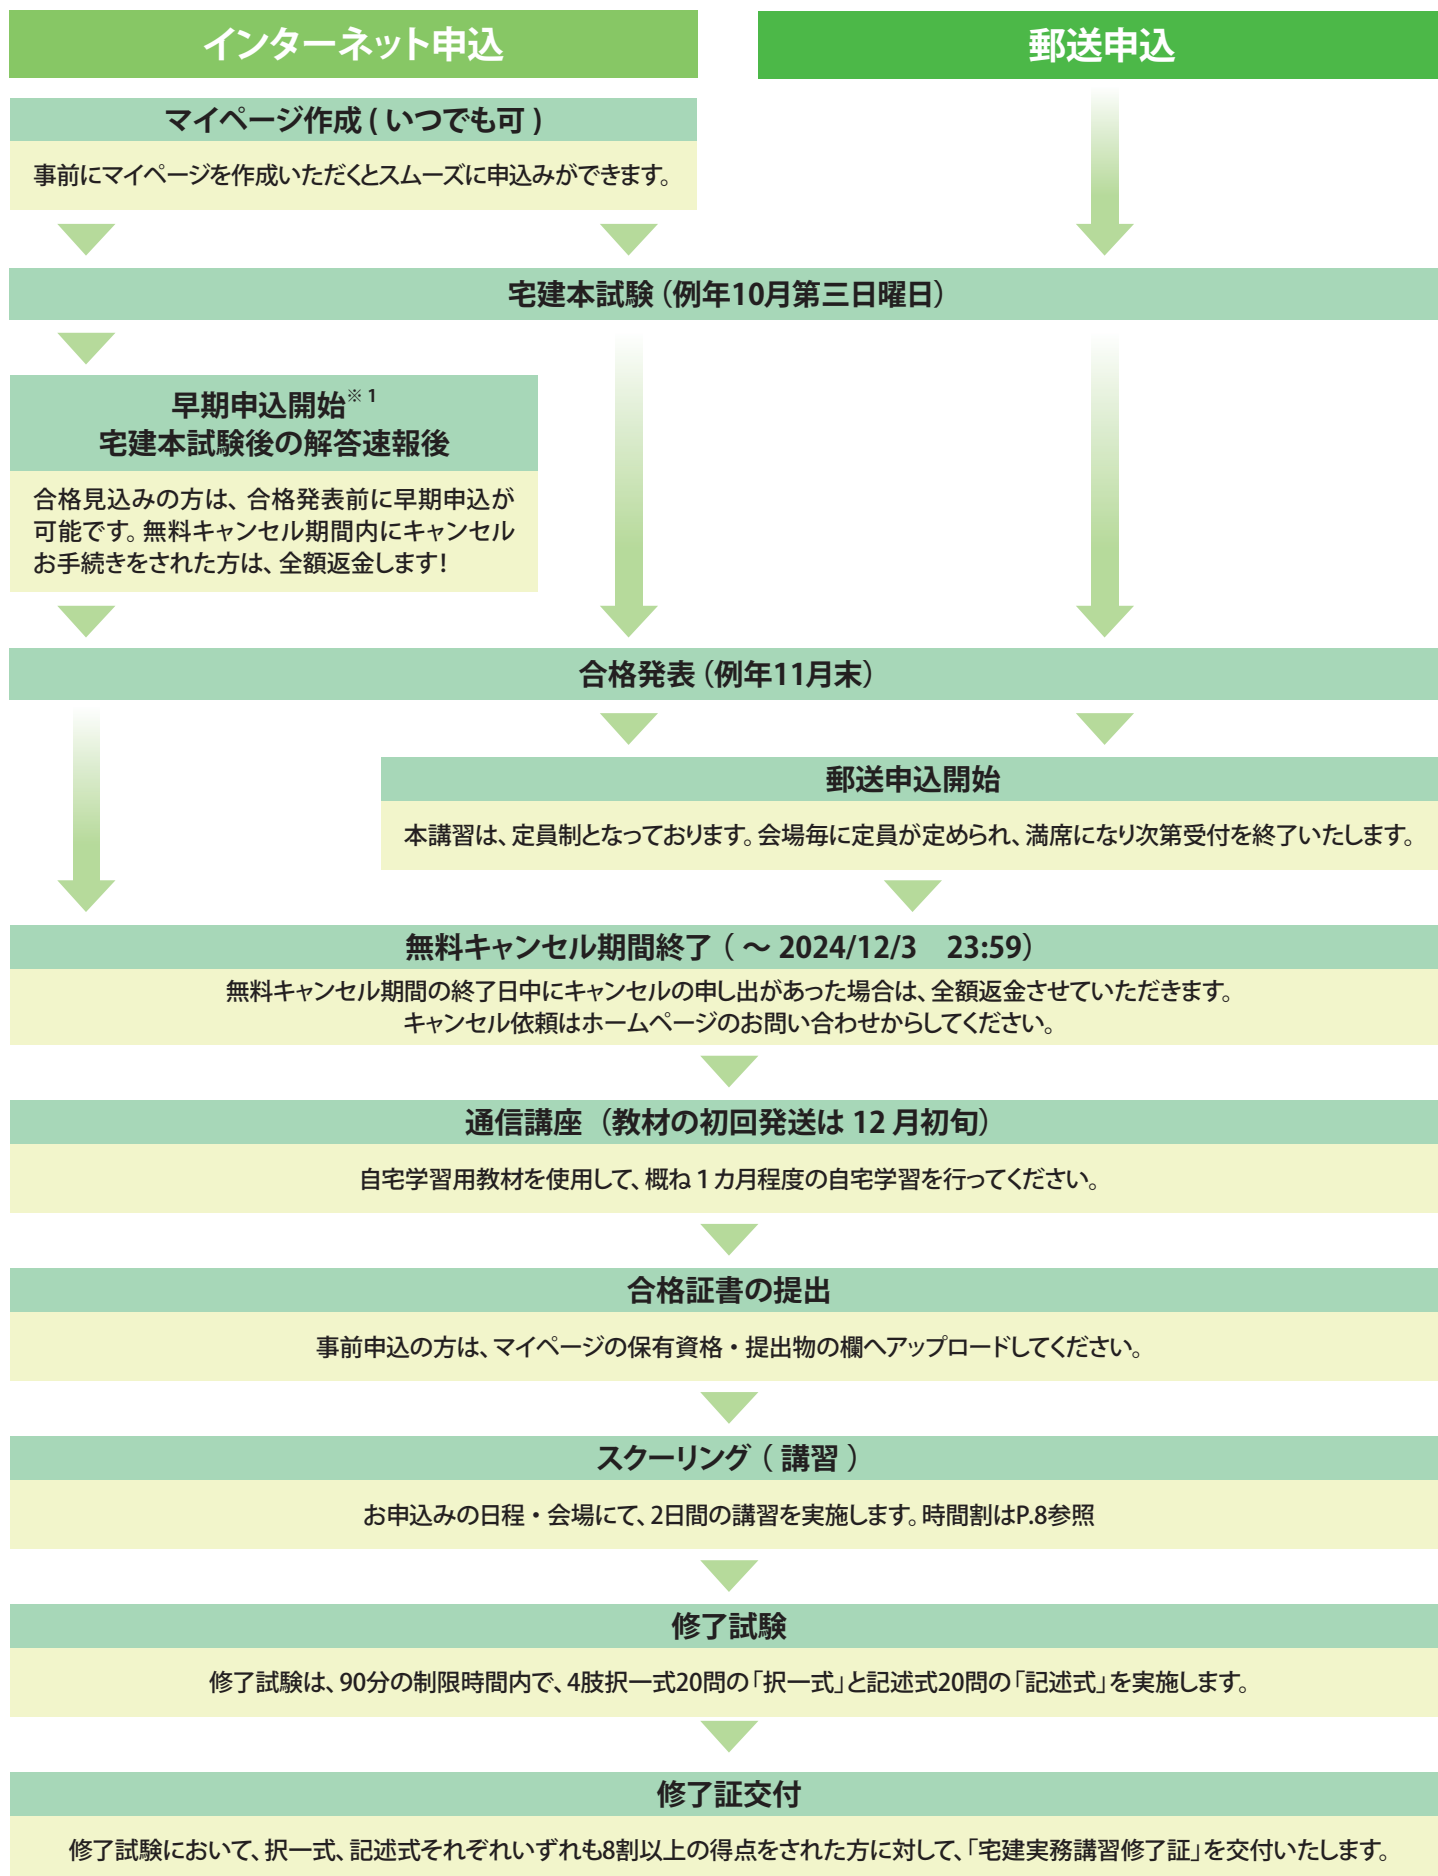 インターネット申込
郵送申込
マイページ作成 ( いつでも可 )
事前にマイページを作成いただくとスムーズに申込みができます。
宅建本試験（例年10月第三日曜日）
早期申込開始※ 1
宅建本試験後の解答速報後
合格見込みの方は、合格発表前に早期申込が
可能です。無料キャンセル期間内にキャンセル
お手続きをされた方は、全額返金します！
合格発表（例年11月末）
郵送申込開始
本講習は、定員制となっております。会場毎に定員が定められ、満席になり次第受付を終了いたします。
無料キャンセル期間終了（ ～ 2024/12/3　23:59）
無料キャンセル期間の終了日中にキャンセルの申し出があった場合は、全額返金させていただきます。
キャンセル依頼はホームページのお問い合わせからしてください。
通信講座（教材の初回発送は 12 月初旬）
自宅学習用教材を使用して、概ね 1 カ月程度の自宅学習を行ってください。
合格証書の提出
事前申込の方は、マイページの保有資格・提出物の欄へアップロードしてください。
スクーリング（ 講習 ）
お申込みの日程・会場にて、2日間の講習を実施します。時間割はP.8参照
修了試験
修了試験は、90分の制限時間内で、4肢択一式20問の「択一式」と記述式20問の「記述式」を実施します。
修了証交付
修了試験において、択一式、記述式それぞれいずれも8割以上の得点をされた方に対して、「宅建実務講習修了証」を交付いたします。